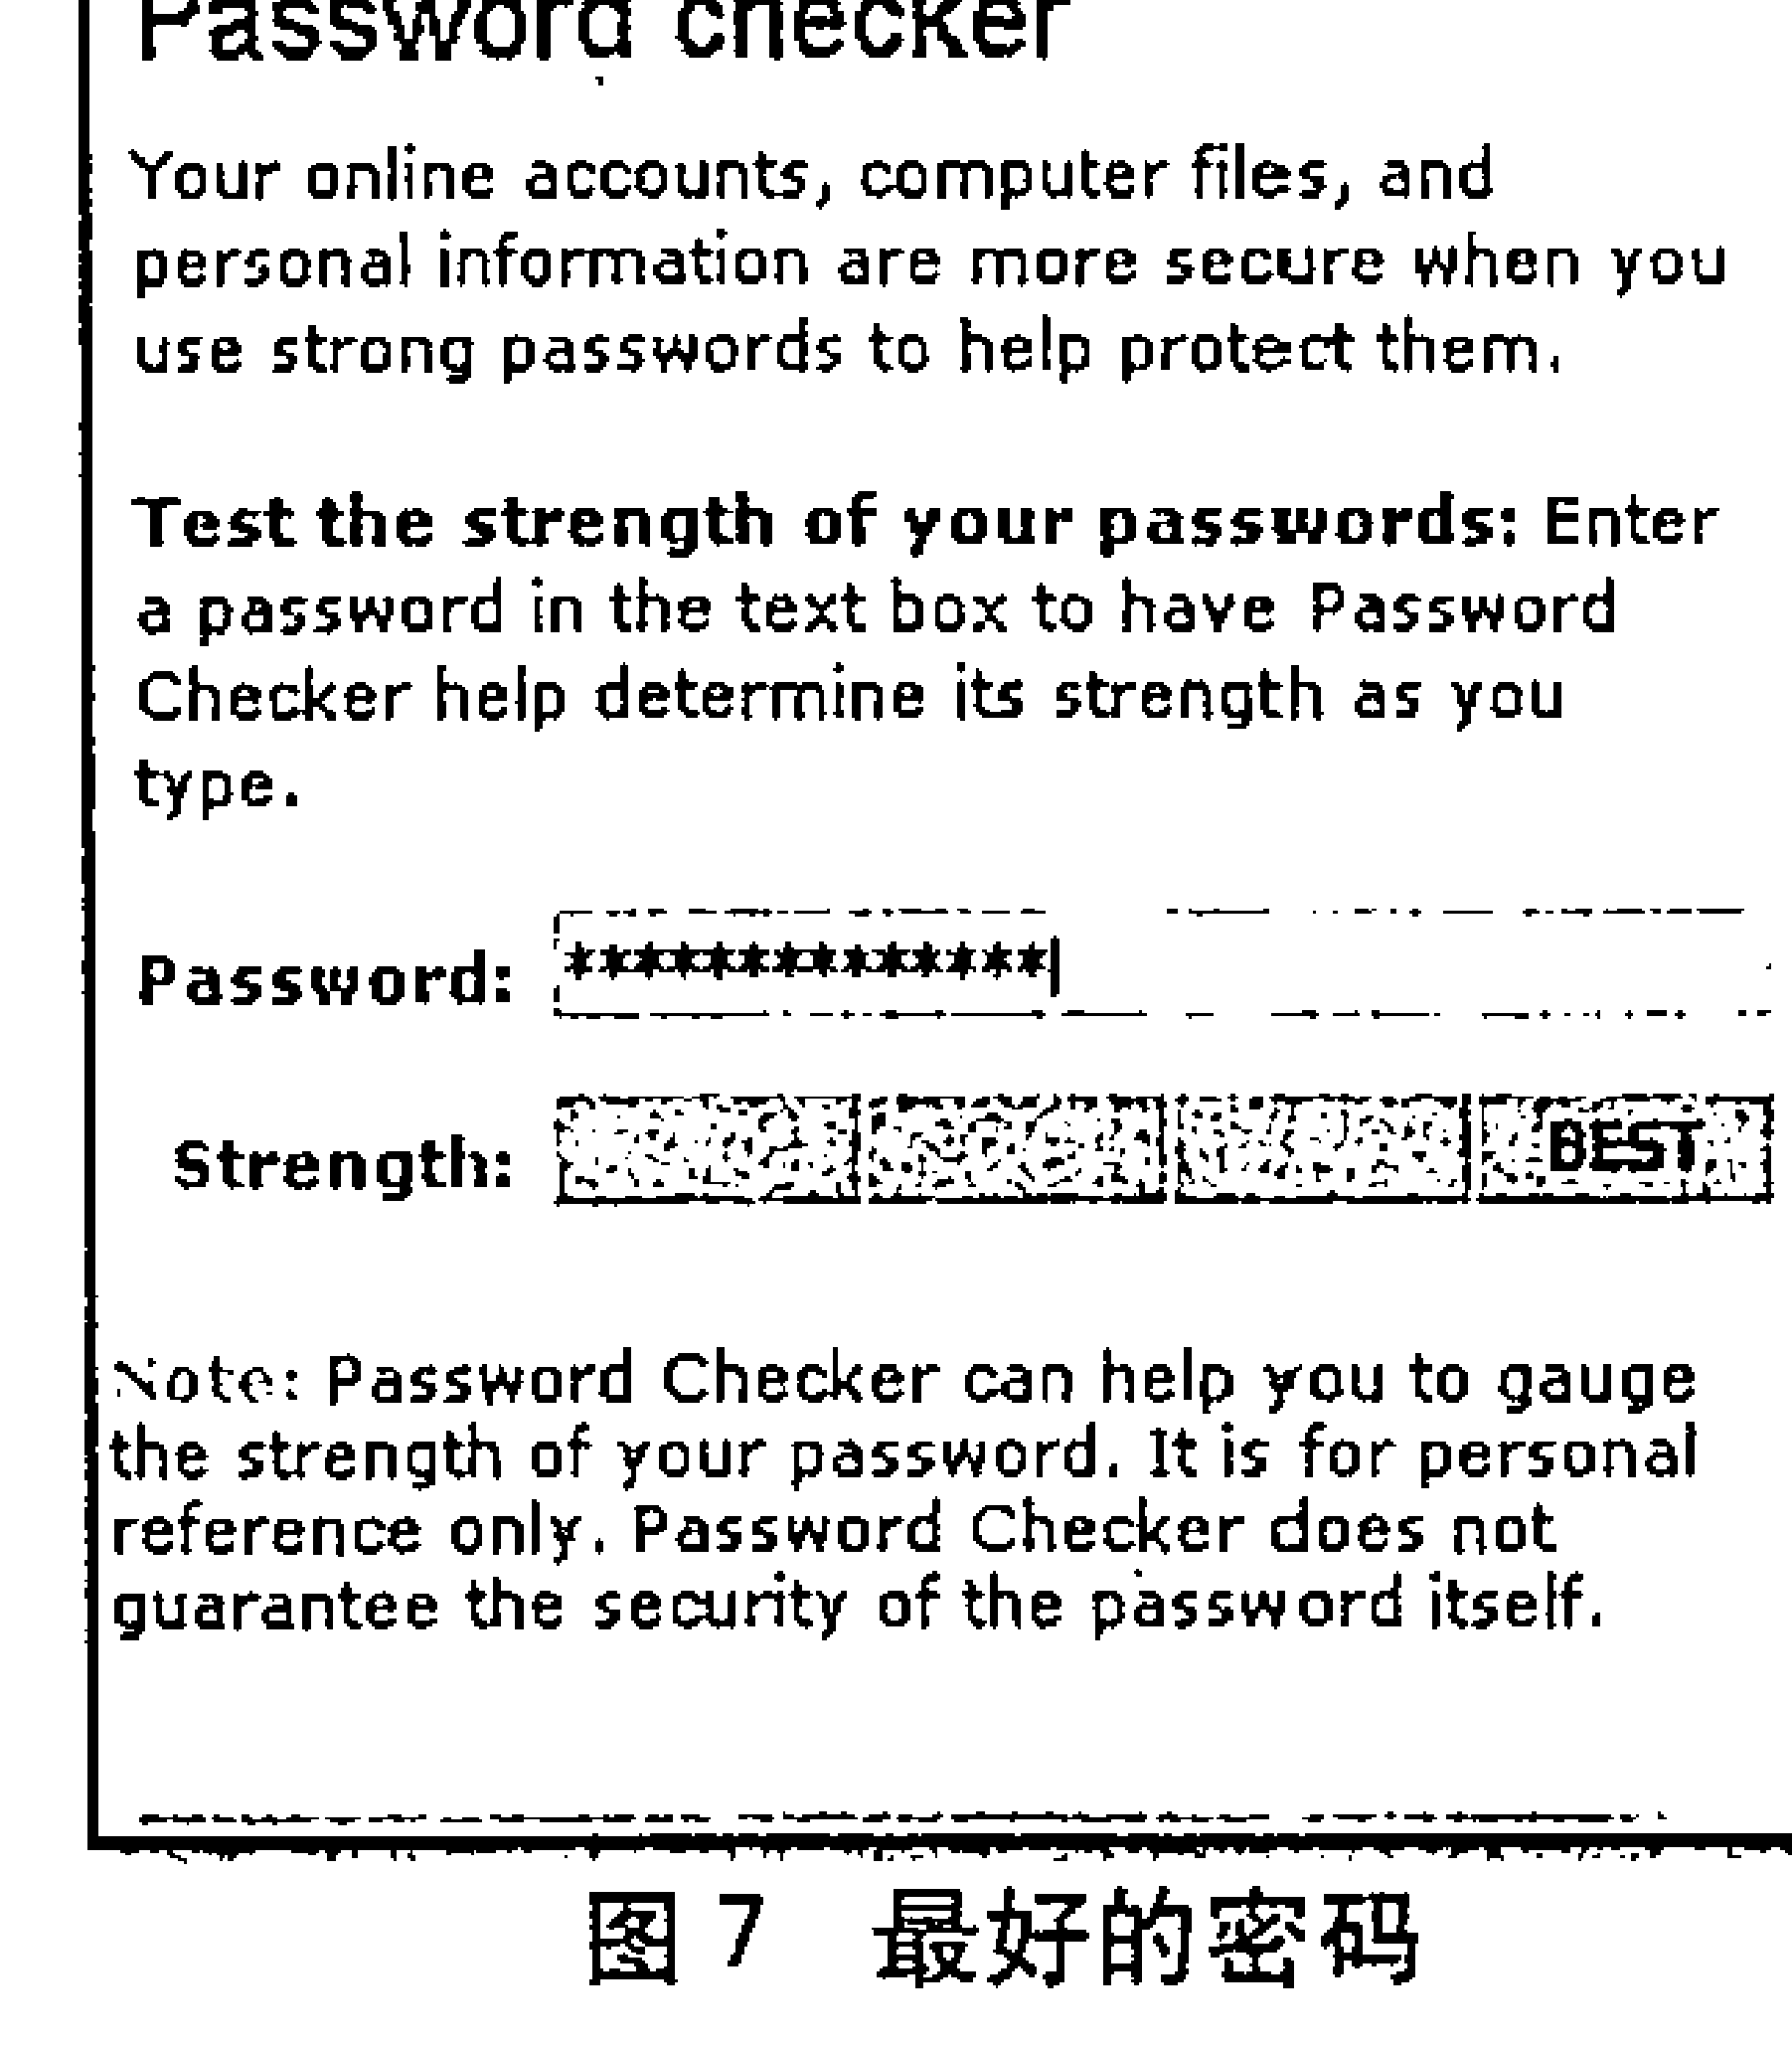 Password checker
Your online accounts, computer files, and
personal information are more secure when you
use strong passwords to help protect them.
Test the strength of your passwords: Enter
a password in the text box to have Password
Checker help determine its strength as you
type.
Password: **************
Strength: BEST
Note: Password Checker can help you to gauge
the strength of your password. It is for personal
reference only. Password Checker does not
guarantee the security of the password itself.
图 7 最好的密码